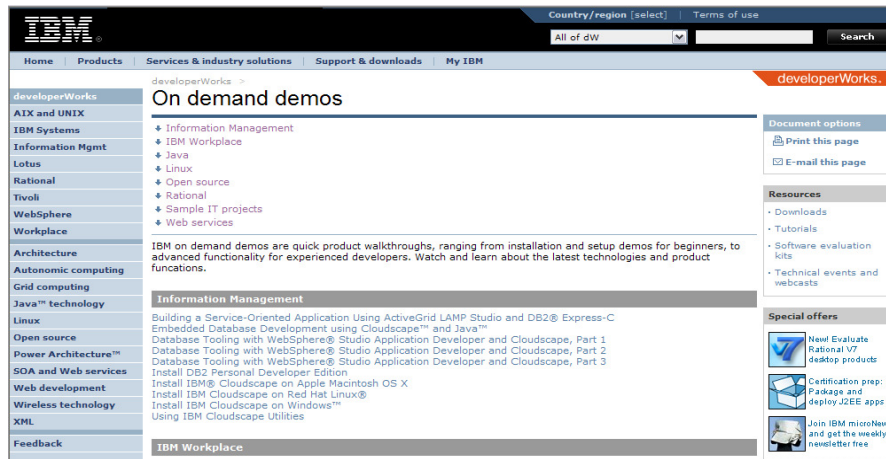 Country/region [select] | Terms of use
IBM®
All of dW
Search
Home | Products | Services & industry solutions | Support & downloads | My IBM
developerWorks >
developerWorks.
On demand demos
developerWorks
AIX and UNIX
IBM Systems
Information Mgmt
Lotus
Rational
Tivoli
WebSphere
Workplace
Architecture
Autonomic computing
Grid computing
Java™ technology
Linux
Open source
Power Architecture™
SOA and Web services
Web development
Wireless technology
XML
Feedback
Information Management
IBM Workplace
Java
Linux
Open source
Rational
Sample IT projects
Web services
IBM on demand demos are quick product walkthroughs, ranging from installation and setup demos for beginners, to
advanced functionality for experienced developers. Watch and learn about the latest technologies and product
funcations.
Information Management
Building a Service-Oriented Application Using ActiveGrid LAMP Studio and DB2® Express-C
Embedded Database Development using Cloudscape™ and Java™
Database Tooling with WebSphere® Studio Application Developer and Cloudscape, Part 1
Database Tooling with WebSphere® Studio Application Developer and Cloudscape, Part 2
Database Tooling with WebSphere® Studio Application Developer and Cloudscape, Part 3
Install DB2 Personal Developer Edition
Install IBM® Cloudscape on Apple Macintosh OS X
Install IBM Cloudscape on Red Hat Linux®
Install IBM Cloudscape on Windows™
Using IBM Cloudscape Utilities
IBM Workplace
Document options
Print this page
E-mail this page
Resources
Downloads
Tutorials
Software evaluation
kits
Technical events and
webcasts
Special offers
New! Evaluate
Rational V7
desktop products
Certification prep:
Package and
deploy J2EE apps
Join IBM microNew
and get the weekly
newsletter free